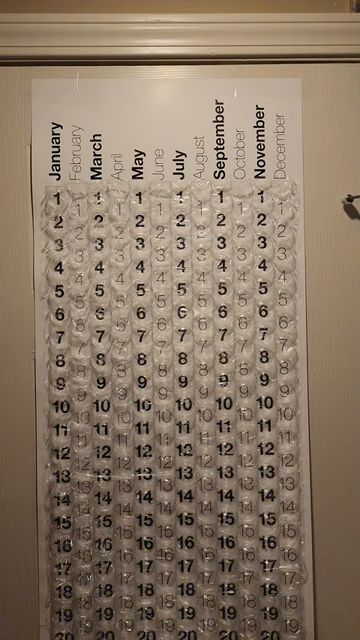 January February March April May June July August September October November December
1 1 1 1 1 1 1 1 1 1 1 1
2 2 2 2 2 2 2 2 2 2 2 2
3 3 3 3 3 3 3 3 3 3 3 3
4 4 4 4 4 4 4 4 4 4 4 4
5 5 5 5 5 5 5 5 5 5 5 5
6 6 6 6 6 6 6 6 6 6 6 6
7 7 7 7 7 7 7 7 7 7 7 7
8 8 8 8 8 8 8 8 8 8 8 8
9 9 9 9 9 9 9 9 9 9 9 9
10 10 10 10 10 10 10 10 10 10 10 10
11 11 11 11 11 11 11 11 11 11 11 11
12 12 12 12 12 12 12 12 12 12 12 12
13 13 13 13 13 13 13 13 13 13 13 13
14 14 14 14 14 14 14 14 14 14 14 14
15 15 15 15 15 15 15 15 15 15 15 15
16 16 16 16 16 16 16 16 16 16 16 16
17 17 17 17 17 17 17 17 17 17 17 17
18 18 18 18 18 18 18 18 18 18 18 18
19 19 19 19 19 19 19 19 19 19 19 19
20 20 20 20 20 20